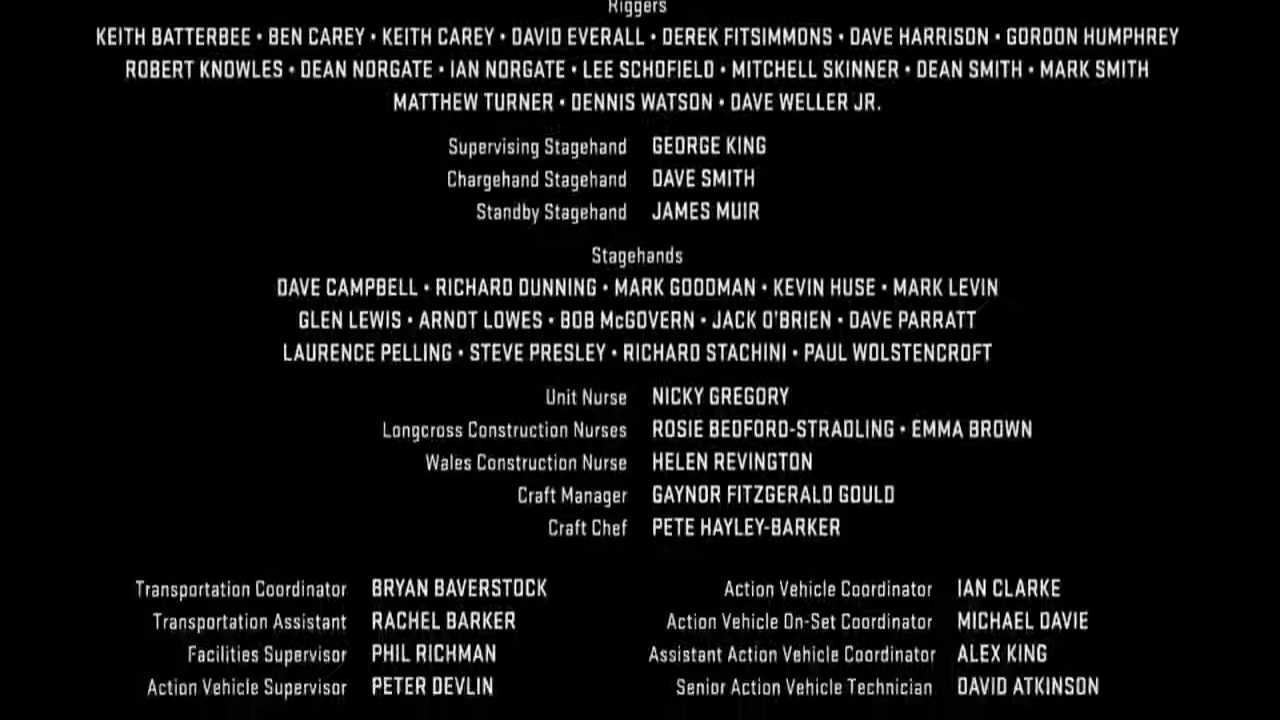 Riggers
KEITH BATTERBEE • BEN CAREY • KEITH CAREY • DAVID EVERALL • DEREK FITSIMMONS • DAVE HARRISON • GORDON HUMPHREY
ROBERT KNOWLES • DEAN NORGATE • IAN NORGATE • LEE SCHOFIELD • MITCHELL SKINNER • DEAN SMITH • MARK SMITH
MATTHEW TURNER • DENNIS WATSON • DAVE WELLER JR.
Supervising Stagehand GEORGE KING
Chargehand Stagehand DAVE SMITH
Standby Stagehand JAMES MUIR
Stagehands
DAVE CAMPBELL • RICHARD DUNNING • MARK GOODMAN • KEVIN HUSE • MARK LEVIN
GLEN LEWIS • ARNOT LOWES • BOB McGOVERN • JACK O'BRIEN • DAVE PARRATT
LAURENCE PELLING • STEVE PRESLEY • RICHARD STACHINI • PAUL WOLSTENCROFT
Unit Nurse NICKY GREGORY
Longcross Construction Nurses ROSIE BEDFORD-STRADLING • EMMA BROWN
Wales Construction Nurse HELEN REVINGTON
Craft Manager GAYNOR FITZGERALD GOULD
Craft Chef PETE HAYLEY-BARKER
Transportation Coordinator BRYAN BAVERSTOCK
Transportation Assistant RACHEL BARKER
Facilities Supervisor PHIL RICHMAN
Action Vehicle Supervisor PETER DEVLIN
Action Vehicle Coordinator IAN CLARKE
Action Vehicle On-Set Coordinator MICHAEL DAVIE
Assistant Action Vehicle Coordinator ALEX KING
Senior Action Vehicle Technician DAVID ATKINSON